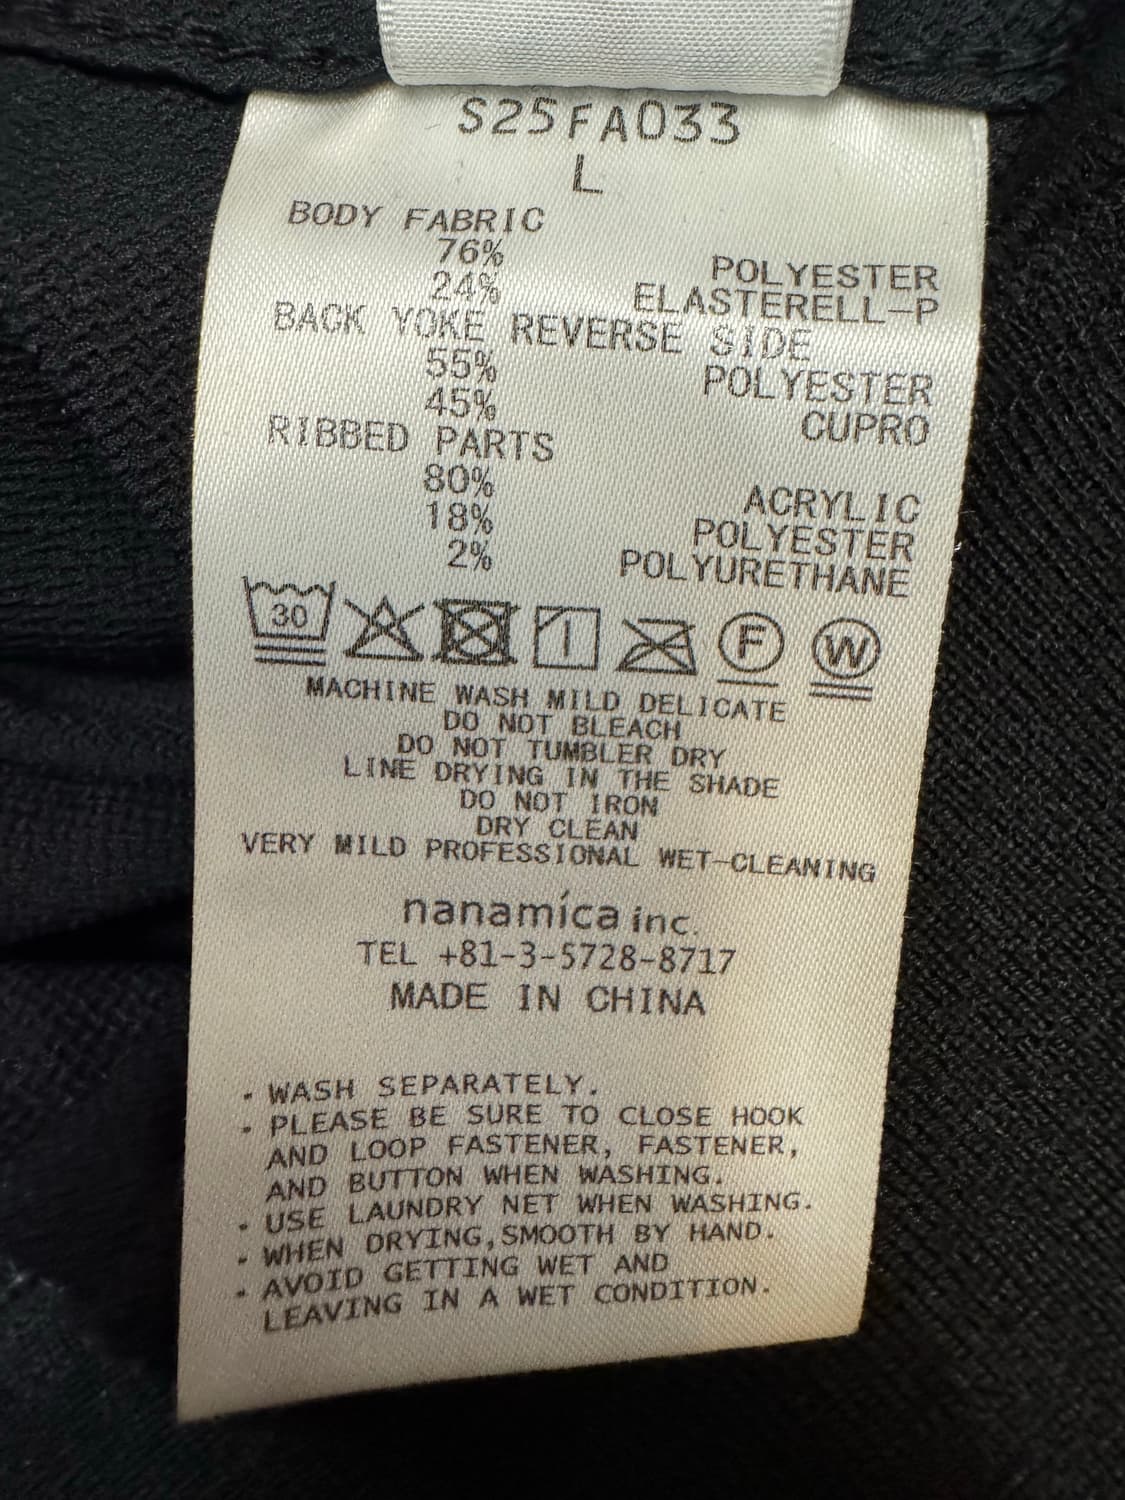 S25FA033
L
BODY FABRIC
76% POLYESTER
24% ELASTERELL-P
BACK YOKE REVERSE SIDE
55% POLYESTER
45% CUPRO
RIBBED PARTS
80% ACRYLIC
18% POLYESTER
2% POLYURETHANE
30 F W
MACHINE WASH MILD DELICATE
DO NOT BLEACH
DO NOT TUMBLER DRY
LINE DRYING IN THE SHADE
DO NOT IRON
DRY CLEAN
VERY MILD PROFESSIONAL WET-CLEANING
nanamica inc.
TEL +81-3-5728-8717
MADE IN CHINA
・WASH SEPARATELY.
・PLEASE BE SURE TO CLOSE HOOK
AND LOOP FASTENER, FASTENER,
AND BUTTON WHEN WASHING.
・USE LAUNDRY NET WHEN WASHING.
・WHEN DRYING,SMOOTH BY HAND.
・AVOID GETTING WET AND
LEAVING IN A WET CONDITION.